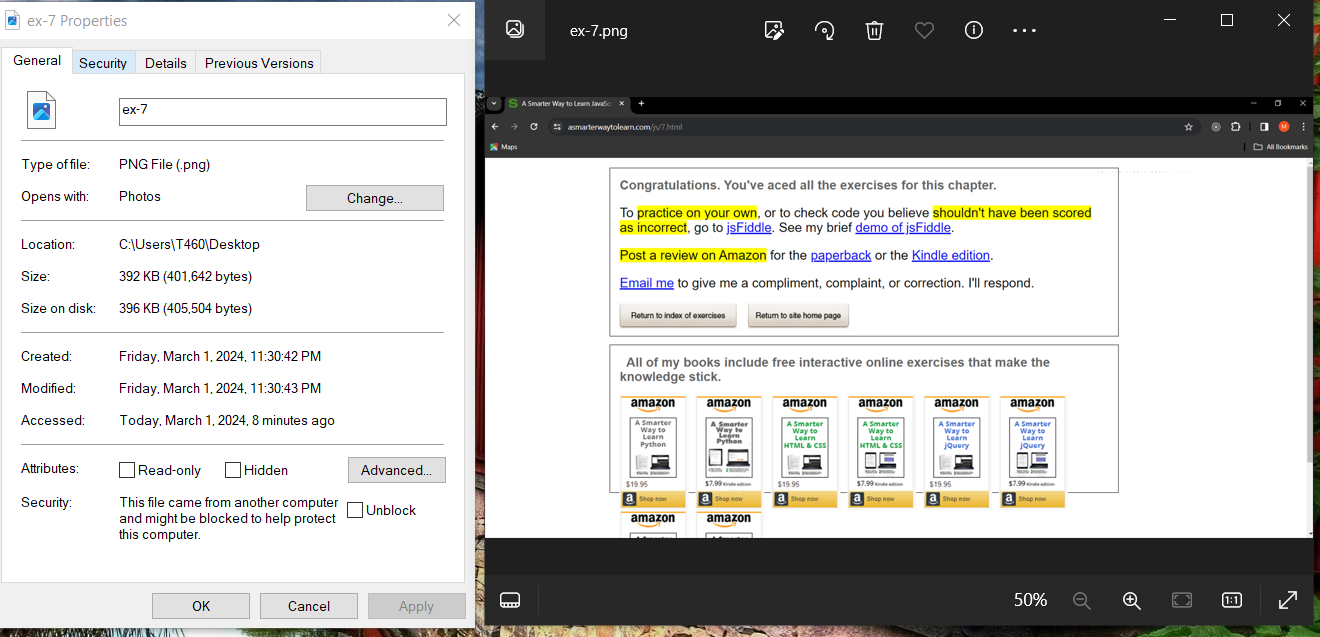 ex-7 Properties
General
Security
Details
Previous Versions
ex-7
Type of file:
PNG File (.png)
Opens with:
Photos
Change...
Location:
C:\Users\T460\Desktop
Size:
392 KB (401,642 bytes)
Size on disk:
396 KB (405,504 bytes)
Created:
Friday, March 1, 2024, 11:30:42 PM
Modified:
Friday, March 1, 2024, 11:30:43 PM
Accessed:
Today, March 1, 2024, 8 minutes ago
Attributes:
Read-only
Hidden
Advanced...
Security:
This file came from another computer
and might be blocked to help protect
this computer.
Unblock
OK
Cancel
Apply
ex-7.png
A Smarter Way to Learn JavaSc
asmarterwaytolearn.com/js/7.html
M
Maps
All Bookmarks
Congratulations. You've aced all the exercises for this chapter.
To practice on your own, or to check code you believe shouldn't have been scored
as incorrect, go to jsFiddle. See my brief demo of jsFiddle.
Post a review on Amazon for the paperback or the Kindle edition.
Email me to give me a compliment, complaint, or correction. I'll respond.
Return to index of exercises
Return to site home page
All of my books include free interactive online exercises that make the
knowledge stick.
amazon
A Smarter
Way to
Learn
Python
$19.95
a Shop now
amazon
A Smarter
Way to
Learn
Python
$7.99 Kindle edition
a Shop now
amazon
A Smarter
Way to
Learn
HTML & CSS
$19.95
a Shop now
amazon
A Smarter
Way to
Learn
HTML & CSS
$7.99 Kindle edition
a Shop now
amazon
A Smarter
Way to
Learn
jQuery
$19.95
a Shop now
amazon
A Smarter
Way to
Learn
jQuery
$7.99 Kindle edition
a Shop now
amazon
A Smarter
amazon
A Smarter
50%
1:1